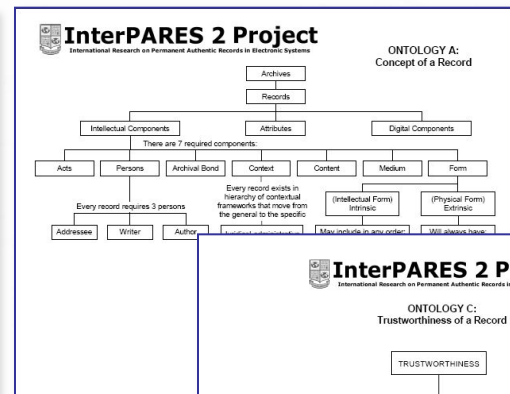 InterPARES 2 Project
International Research on Permanent Authentic Records in Electronic Systems
ONTOLOGY A:
Concept of a Record
Archives
Records
Intellectual Components
Attributes
Digital Components
There are 7 required components:
Acts
Persons
Archival Bond
Context
Content
Medium
Form
Every record requires 3 persons
Every record exists in
hierarchy of contextual
frameworks that move from
the general to the specific
(Intellectual Form)
Intrinsic
(Physical Form)
Extrinsic
Addressee
Writer
Author
May include in any order:
Will always have:
InterPARES 2 P
International Research on Permanent Authentic Records i
ONTOLOGY C:
Trustworthiness of a Record
TRUSTWORTHINESS